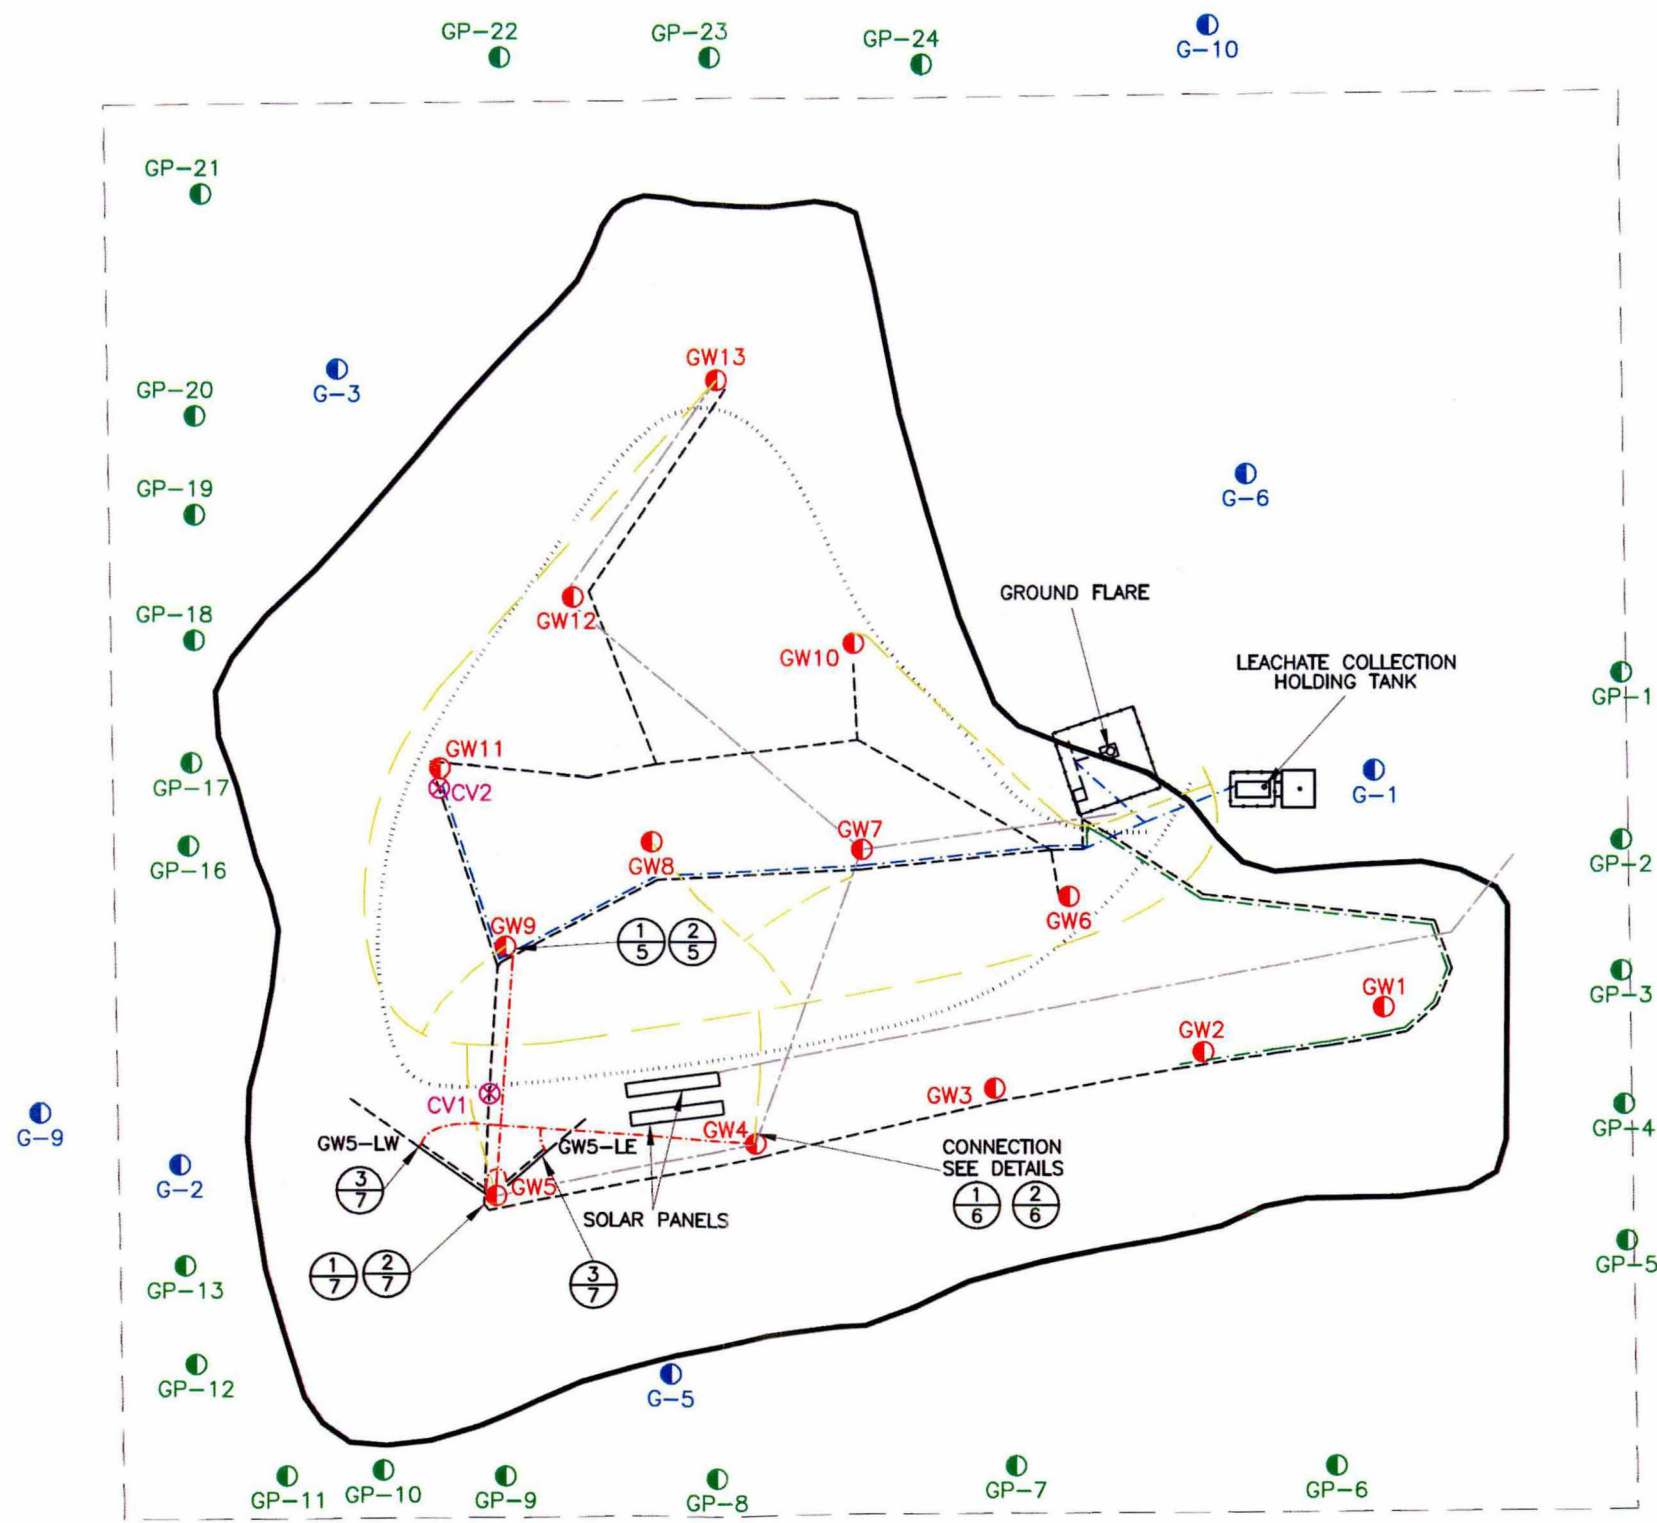 GP-22
GP-23
GP-24
G-10
GP-21
GW13
GP-20
G-3
GP-19
G-6
GROUND FLARE
GP-18
GW12
GW10
LEACHATE COLLECTION
HOLDING TANK
GP-1
GW11
GP-17
CV2
G-1
GW7
GP-16
GW8
GP-2
GW6
GW9
1
5
2
5
GW1
GP-3
GW2
GW3
CV1
G-9
GP-4
GW4
GW5-LW
GW5-LE
CONNECTION
SEE DETAILS
1
6
2
6
G-2
3
7
GW5
SOLAR PANELS
GP-5
1
7
2
7
3
7
GP-13
GP-12
G-5
GP-11
GP-10
GP-9
GP-8
GP-7
GP-6